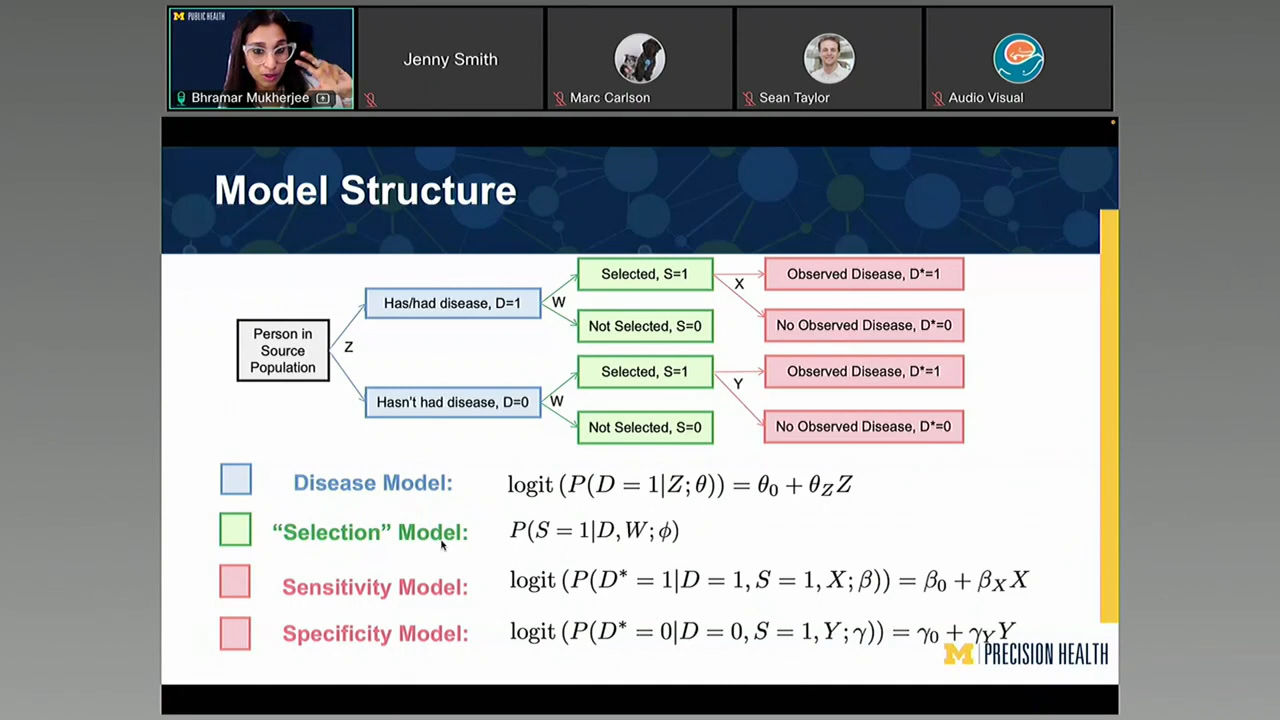 M PUBLIC HEALTH
Bhramar Mukherjee
Jenny Smith
Marc Carlson
Sean Taylor
Audio Visual
Model Structure
Person in
Source
Population
Z
Has/had disease, D=1
Hasn't had disease, D=0
W
W
Selected, S=1
Not Selected, S=0
Selected, S=1
Not Selected, S=0
X
Y
Observed Disease, D*=1
No Observed Disease, D*=0
Observed Disease, D*=1
No Observed Disease, D*=0
Disease Model: logit (P(D = 1|Z; θ)) = θ₀ + θ_Z Z
“Selection” Model: P(S = 1|D, W; ϕ)
Sensitivity Model: logit (P(D* = 1|D = 1, S = 1, X; β)) = β₀ + β_X X
Specificity Model: logit (P(D* = 0|D = 0, S = 1, Y; γ)) = γ₀ + γ_Y Y
M | PRECISION HEALTH